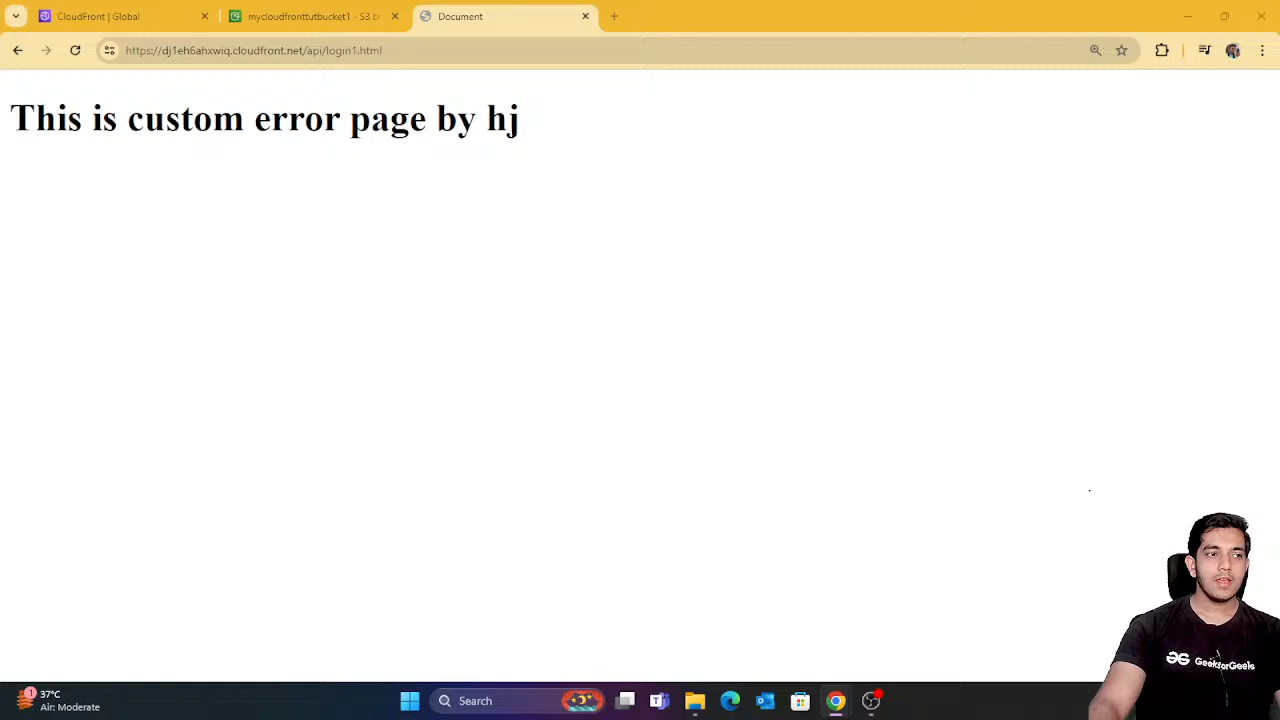 CloudFront | Global
mycloudfronttutbucket1 - S3 b
Document
https://dj1eh6ahxwiq.cloudfront.net/api/login1.html
This is custom error page by hj
GeeksforGeeks
1
37°C
Air: Moderate
Search